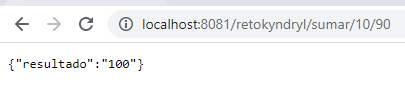 localhost:8081/retokyndryl/sumar/10/90
{"resultado":"100"}